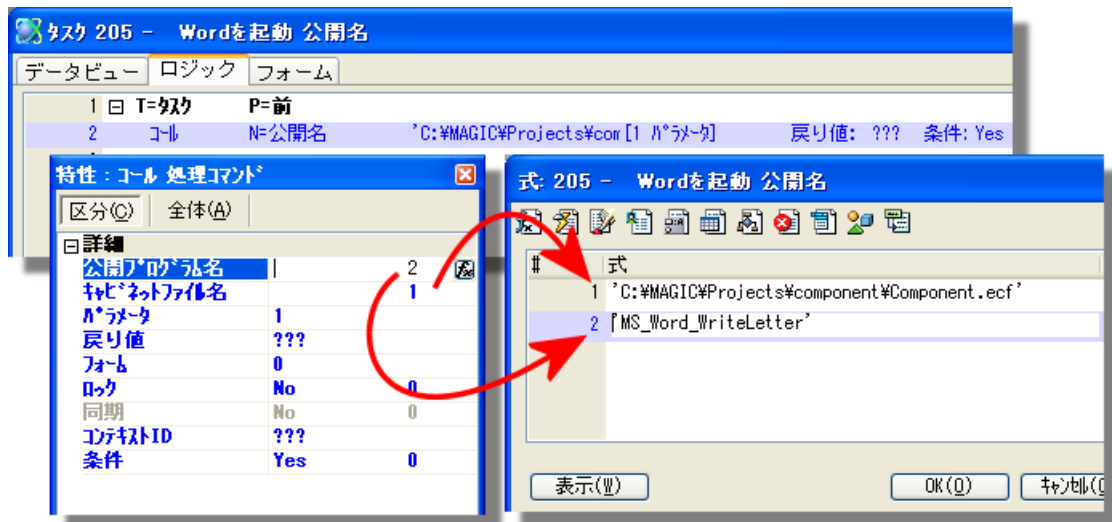 タスク 205 - Wordを起動 公開名
データビュー ロジック フォーム
1 T=タスク P=前
2 コール N=公開名 'C:¥MAGIC¥Projects¥com[1 パラメータ] 戻り値: ??? 条件: Yes
特性：コール 処理コマンド
区分(C) 全体(A)
詳細
公開プログラム名 2
キャビネットファイル名 1
パラメータ 1
戻り値 ???
フォーム 0
ロック No 0
同期 No 0
コンテキストID ???
条件 Yes 0
式: 205 - Wordを起動 公開名
# 式
1 'C:¥MAGIC¥Projects¥component¥Component.ecf'
2 'MS_Word_WriteLetter'
表示(W) OK(O) キャンセル(C